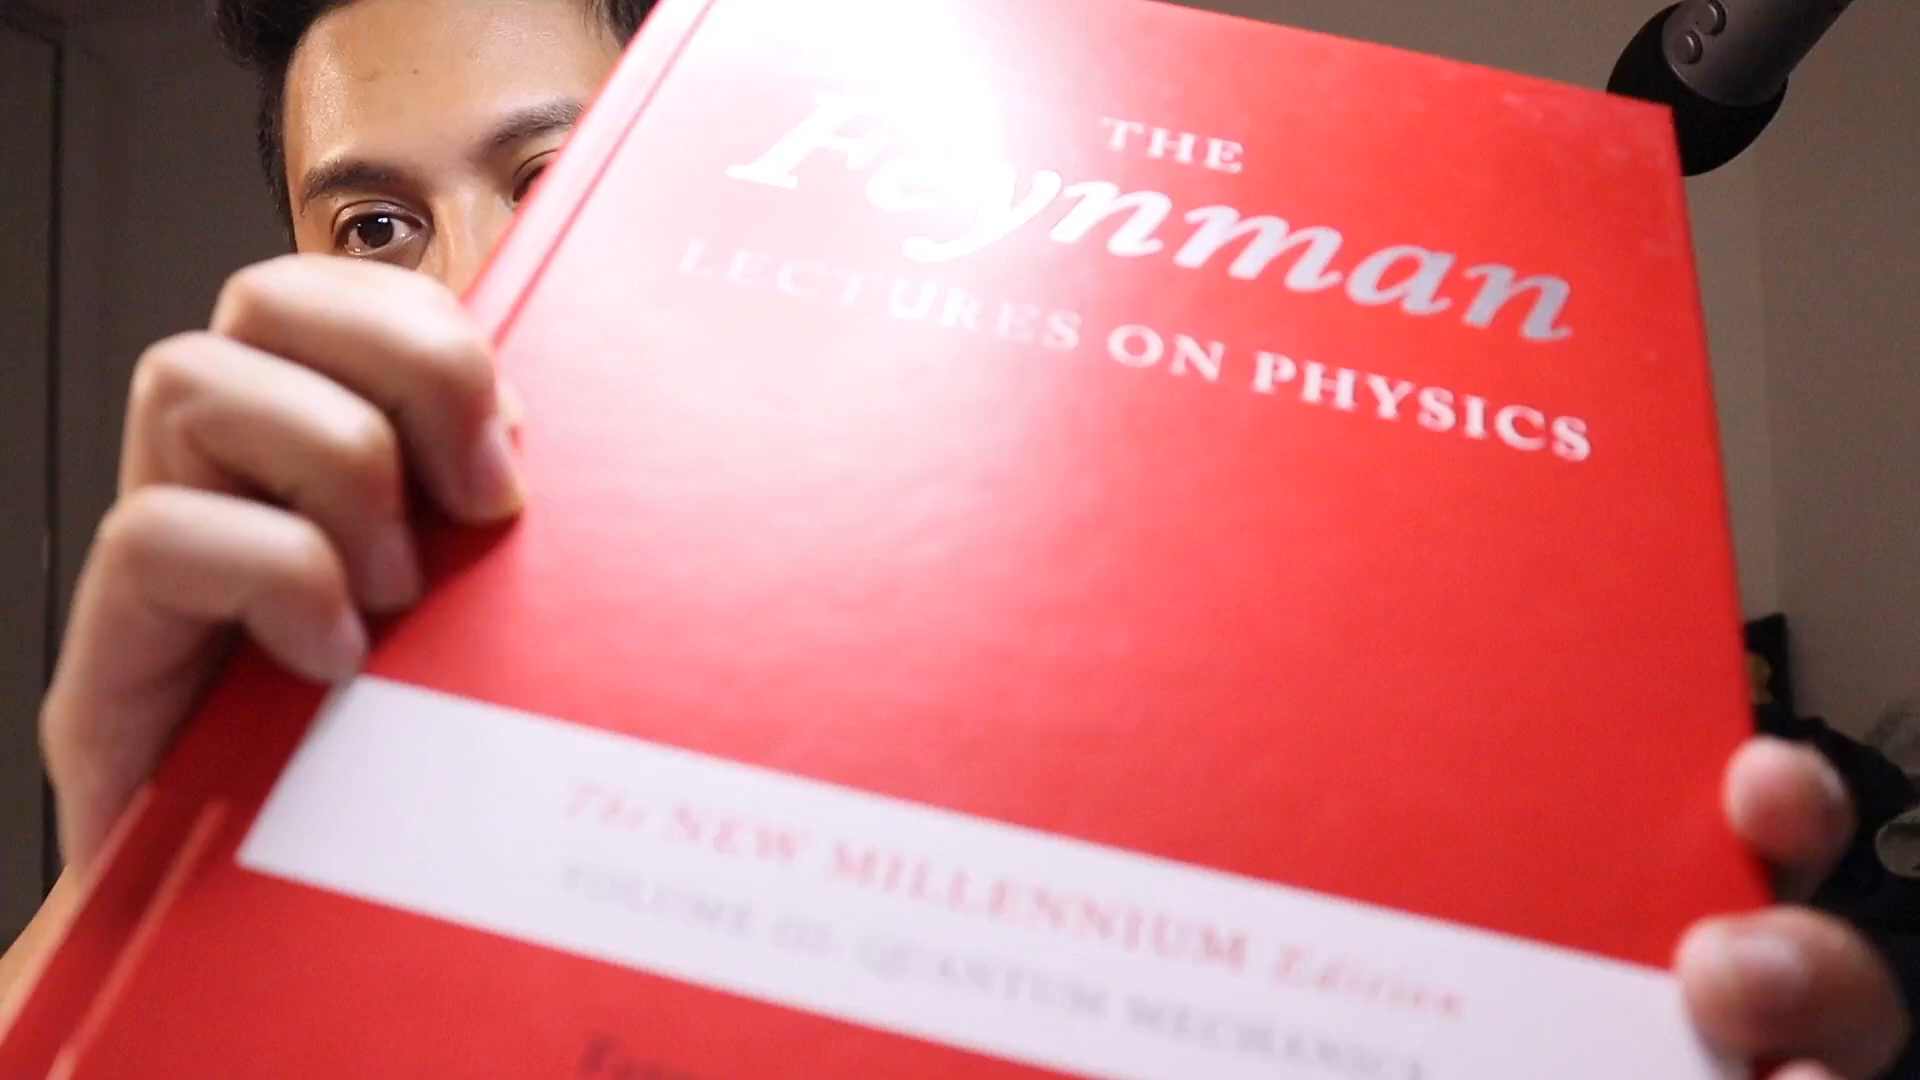 THE
Feynman
LECTURES ON PHYSICS
The NEW MILLENNIUM Edition
VOLUME III: QUANTUM MECHANICS